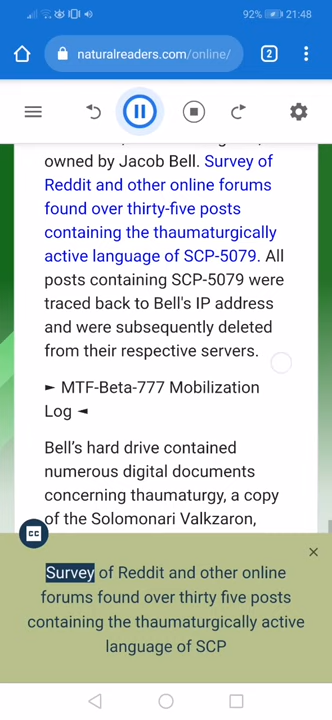 92% 21:48
naturalreaders.com/online/
2
owned by Jacob Bell. Survey of
Reddit and other online forums
found over thirty-five posts
containing the thaumaturgically
active language of SCP-5079. All
posts containing SCP-5079 were
traced back to Bell's IP address
and were subsequently deleted
from their respective servers.
► MTF-Beta-777 Mobilization
Log ◄
Bell’s hard drive contained
numerous digital documents
concerning thaumaturgy, a copy
of the Solomonari Valkzaron,
CC
Survey of Reddit and other online
forums found over thirty five posts
containing the thaumaturgically active
language of SCP